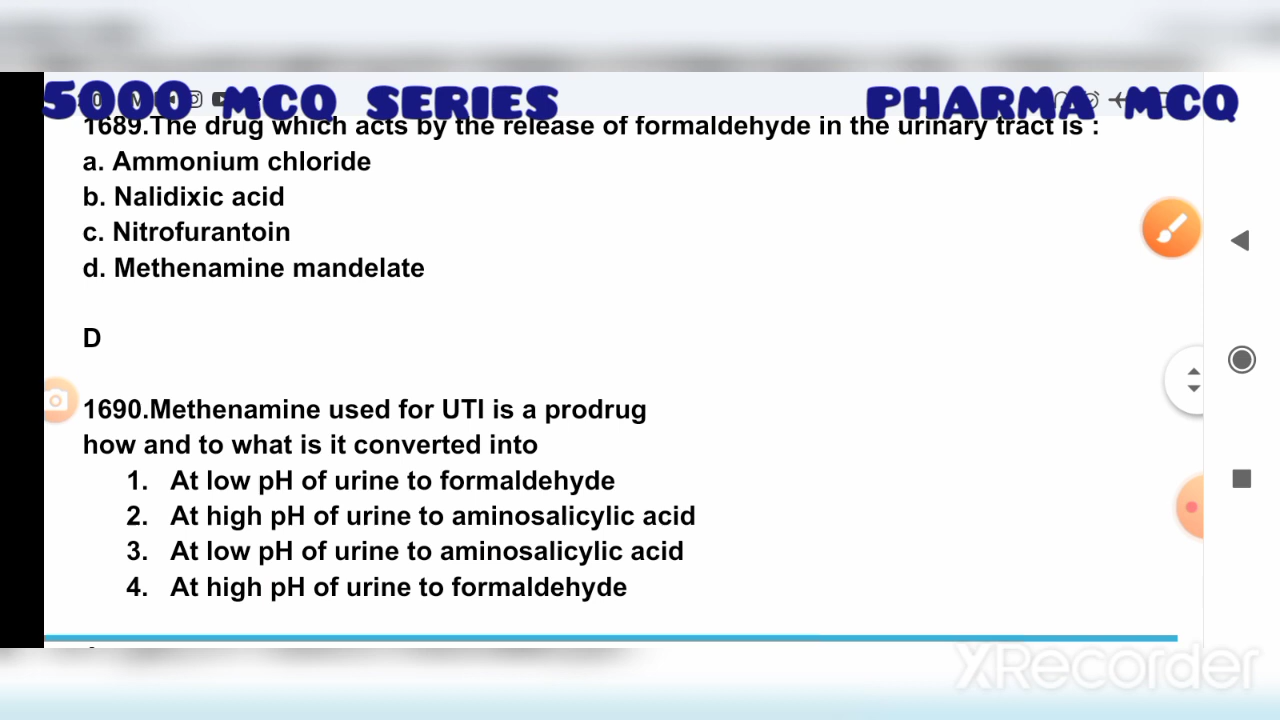 5000 MCQ SERIES PHARMA MCQ
1689.The drug which acts by the release of formaldehyde in the urinary tract is :
a. Ammonium chloride
b. Nalidixic acid
c. Nitrofurantoin
d. Methenamine mandelate
D
1690.Methenamine used for UTI is a prodrug
how and to what is it converted into
1. At low pH of urine to formaldehyde
2. At high pH of urine to aminosalicylic acid
3. At low pH of urine to aminosalicylic acid
4. At high pH of urine to formaldehyde
XRecorder